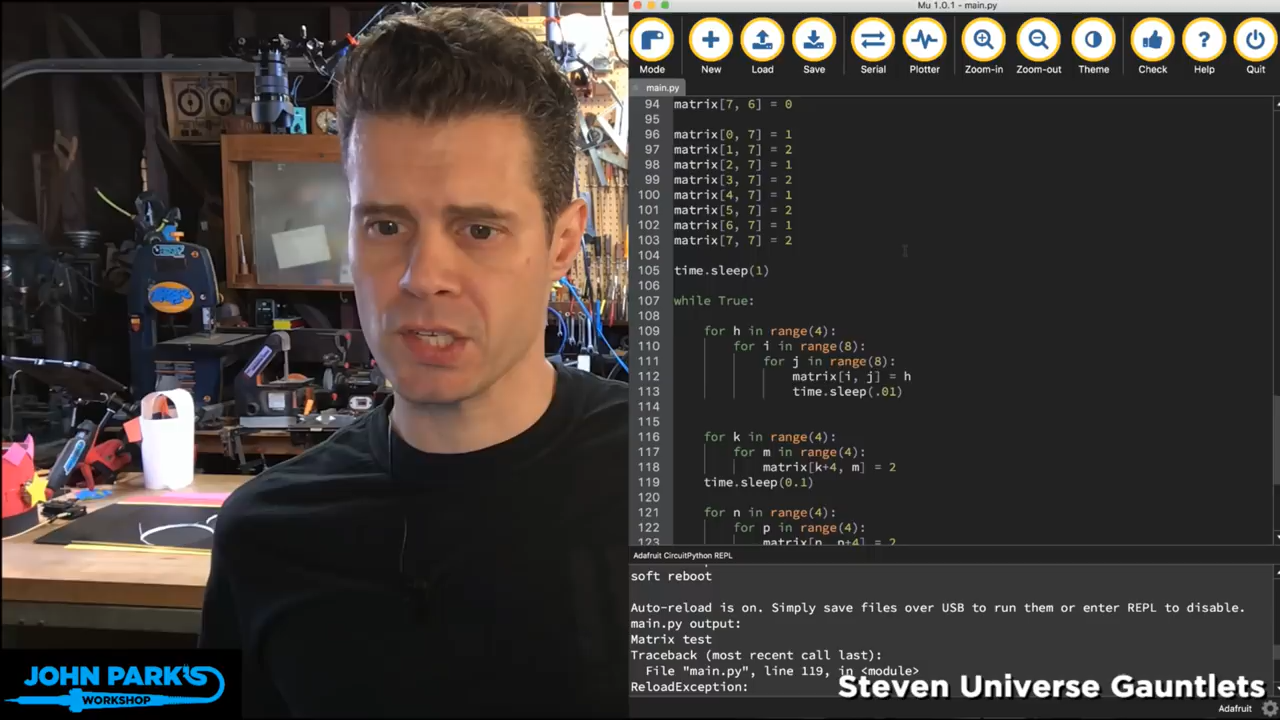 Mu 1.0.1 - main.py
Mode New Load Save Serial Plotter Zoom-in Zoom-out Theme Check Help Quit
main.py
94 matrix[7, 6] = 0
95
96 matrix[0, 7] = 1
97 matrix[1, 7] = 2
98 matrix[2, 7] = 1
99 matrix[3, 7] = 2
100 matrix[4, 7] = 1
101 matrix[5, 7] = 2
102 matrix[6, 7] = 1
103 matrix[7, 7] = 2
104
105 time.sleep(1)
106
107 while True:
108
109 for h in range(4):
110 for i in range(8):
111 for j in range(8):
112 matrix[i, j] = h
113 time.sleep(.01)
114
115
116 for k in range(4):
117 for m in range(4):
118 matrix[k+4, m] = 2
119 time.sleep(0.1)
120
121 for n in range(4):
122 for p in range(4):
123 matrix[n, p+4] = 2
Adafruit CircuitPython REPL
soft reboot
Auto-reload is on. Simply save files over USB to run them or enter REPL to disable.
main.py output:
Matrix test
Traceback (most recent call last):
File "main.py", line 119, in <module>
ReloadException:
Steven Universe Gauntlets
Adafruit
JOHN PARK'S
WORKSHOP